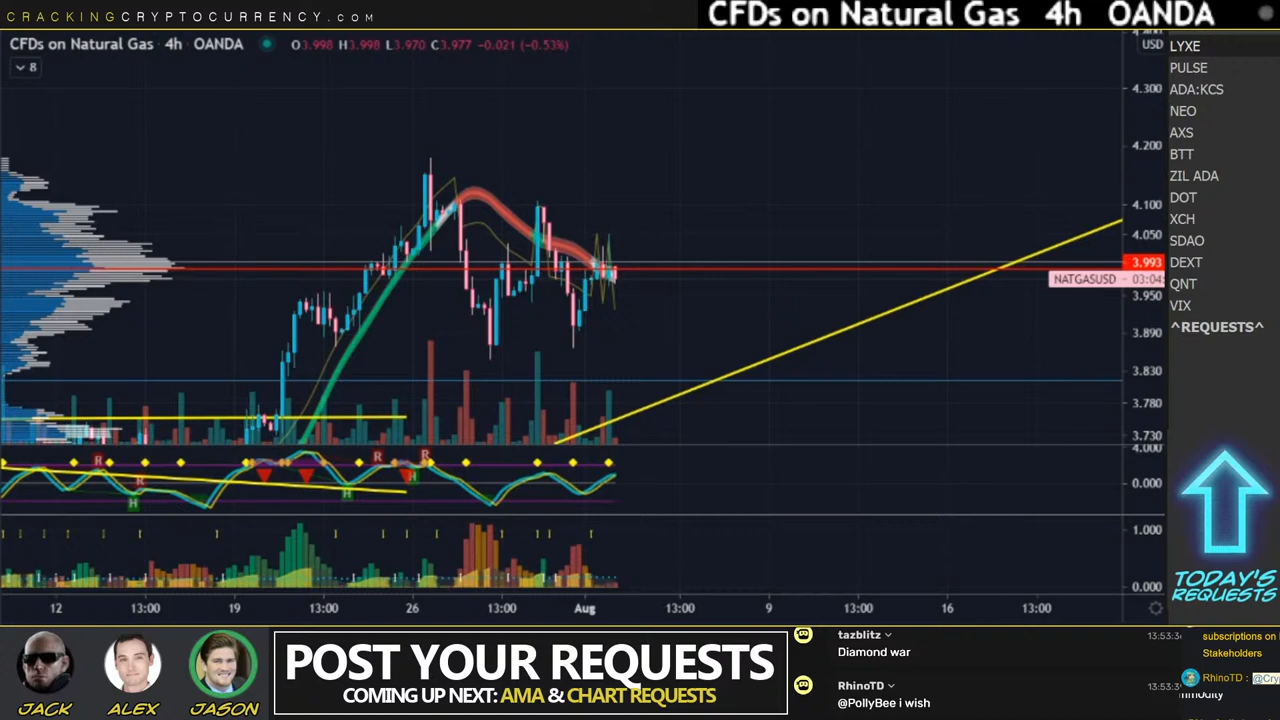 CRACKINGCRYPTOCURRENCY.com
CFDs on Natural Gas 4h OANDA
CFDs on Natural Gas · 4h · OANDA
O3.998 H3.998 L3.970 C3.977 -0.021 (-0.53%)
8
USD
4.300
4.200
4.100
4.050
3.993
NATGASUSD
3.950
3.890
3.830
3.780
3.730
4.000
0.000
1.000
0.000
R
R
R
R
H
H
H
12
13:00
19
13:00
26
13:00
Aug
13:00
9
13:00
16
13:00
LYXE
PULSE
ADA:KCS
NEO
AXS
BTT
ZIL ADA
DOT
XCH
SDAO
DEXT
QNT
VIX
^REQUESTS^
TODAY'S
REQUESTS
JACK
ALEX
JASON
POST YOUR REQUESTS
COMING UP NEXT: AMA & CHART REQUESTS
tazblitz
Diamond war
RhinoTD
@PollyBee i wish
subscriptions on
Stakeholders
RhinoTD :